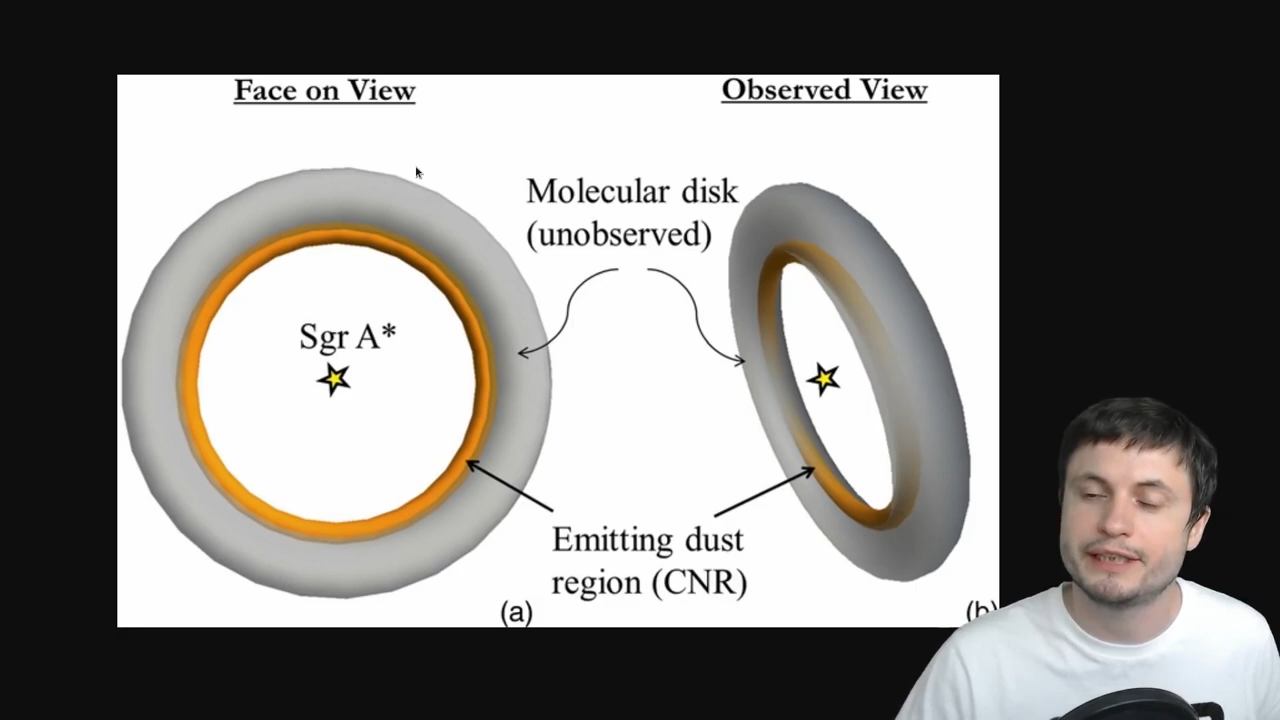 Face on View
Observed View
Molecular disk
(unobserved)
Sgr A*
Emitting dust
region (CNR)
(a)
(b)